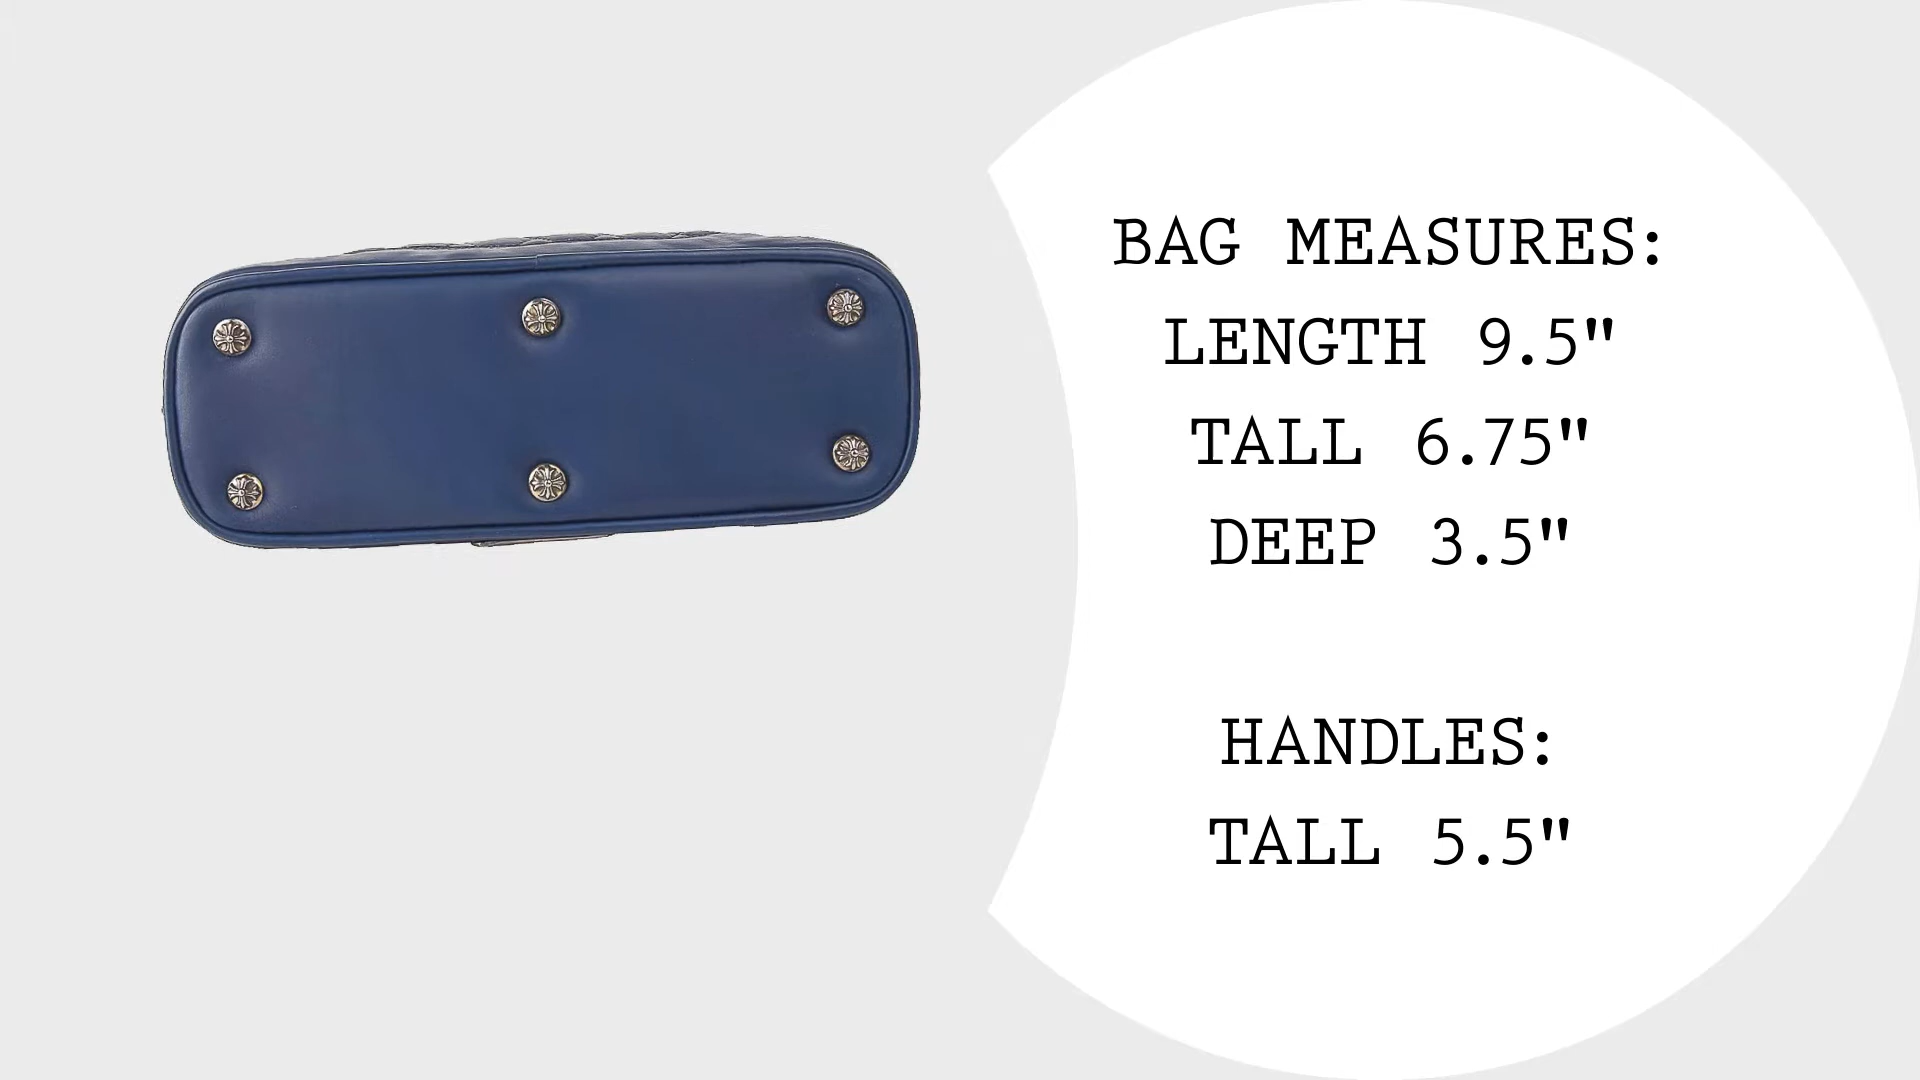 BAG MEASURES:
LENGTH 9.5"
TALL 6.75"
DEEP 3.5"
HANDLES:
TALL 5.5"